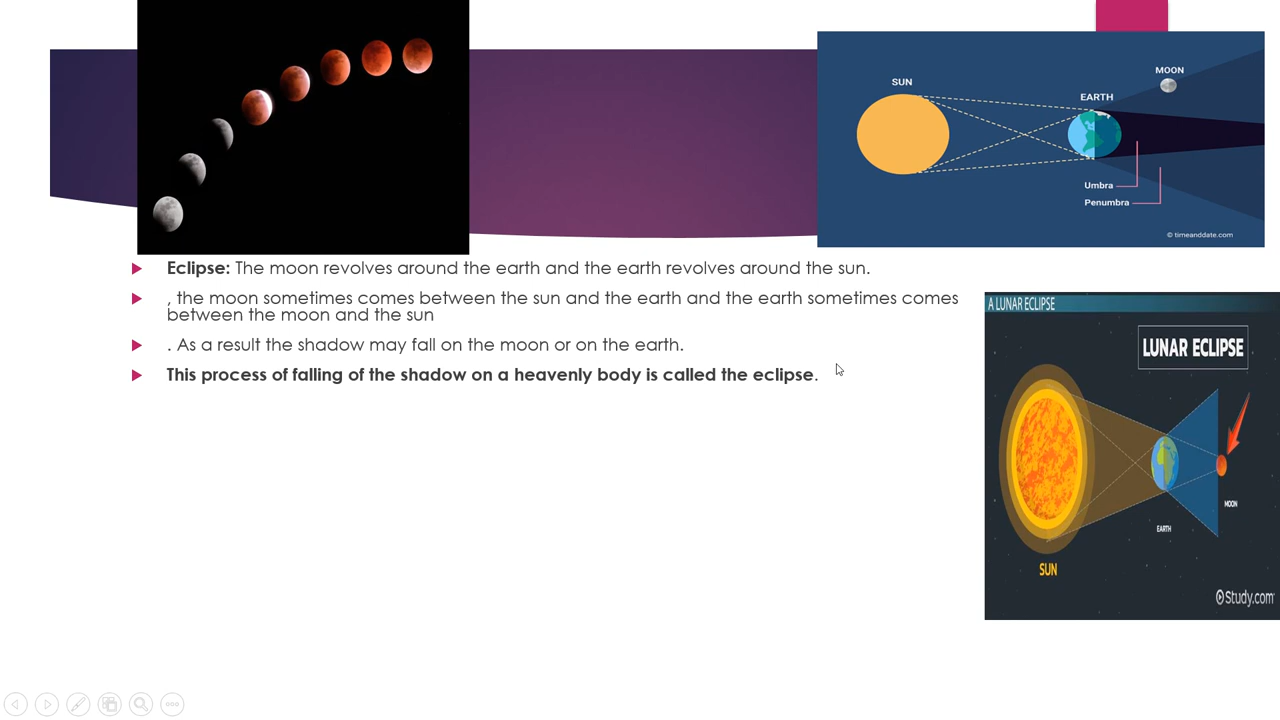 SUN
MOON
EARTH
Umbra
Penumbra
© timeanddate.com
Eclipse: The moon revolves around the earth and the earth revolves around the sun.
, the moon sometimes comes between the sun and the earth and the earth sometimes comes
between the moon and the sun
. As a result the shadow may fall on the moon or on the earth.
This process of falling of the shadow on a heavenly body is called the eclipse.
A LUNAR ECLIPSE
LUNAR ECLIPSE
MOON
EARTH
SUN
Study.com